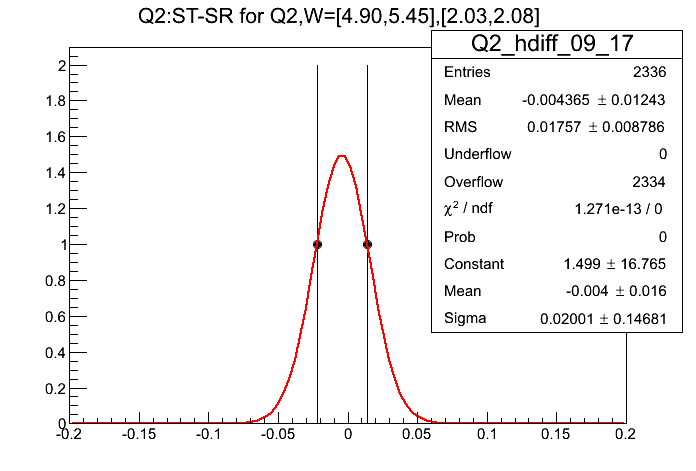 Q2:ST-SR for Q2,W=[4.90,5.45],[2.03,2.08]
Q2_hdiff_09_17
Entries 2336
Mean -0.004365 ± 0.01243
RMS 0.01757 ± 0.008786
Underflow 0
Overflow 2334
χ² / ndf 1.271e-13 / 0
Prob 0
Constant 1.499 ± 16.765
Mean -0.004 ± 0.016
Sigma 0.02001 ± 0.14681
2
1.8
1.6
1.4
1.2
1
0.8
0.6
0.4
0.2
0
-0.2 -0.15 -0.1 -0.05 0 0.05 0.1 0.15 0.2